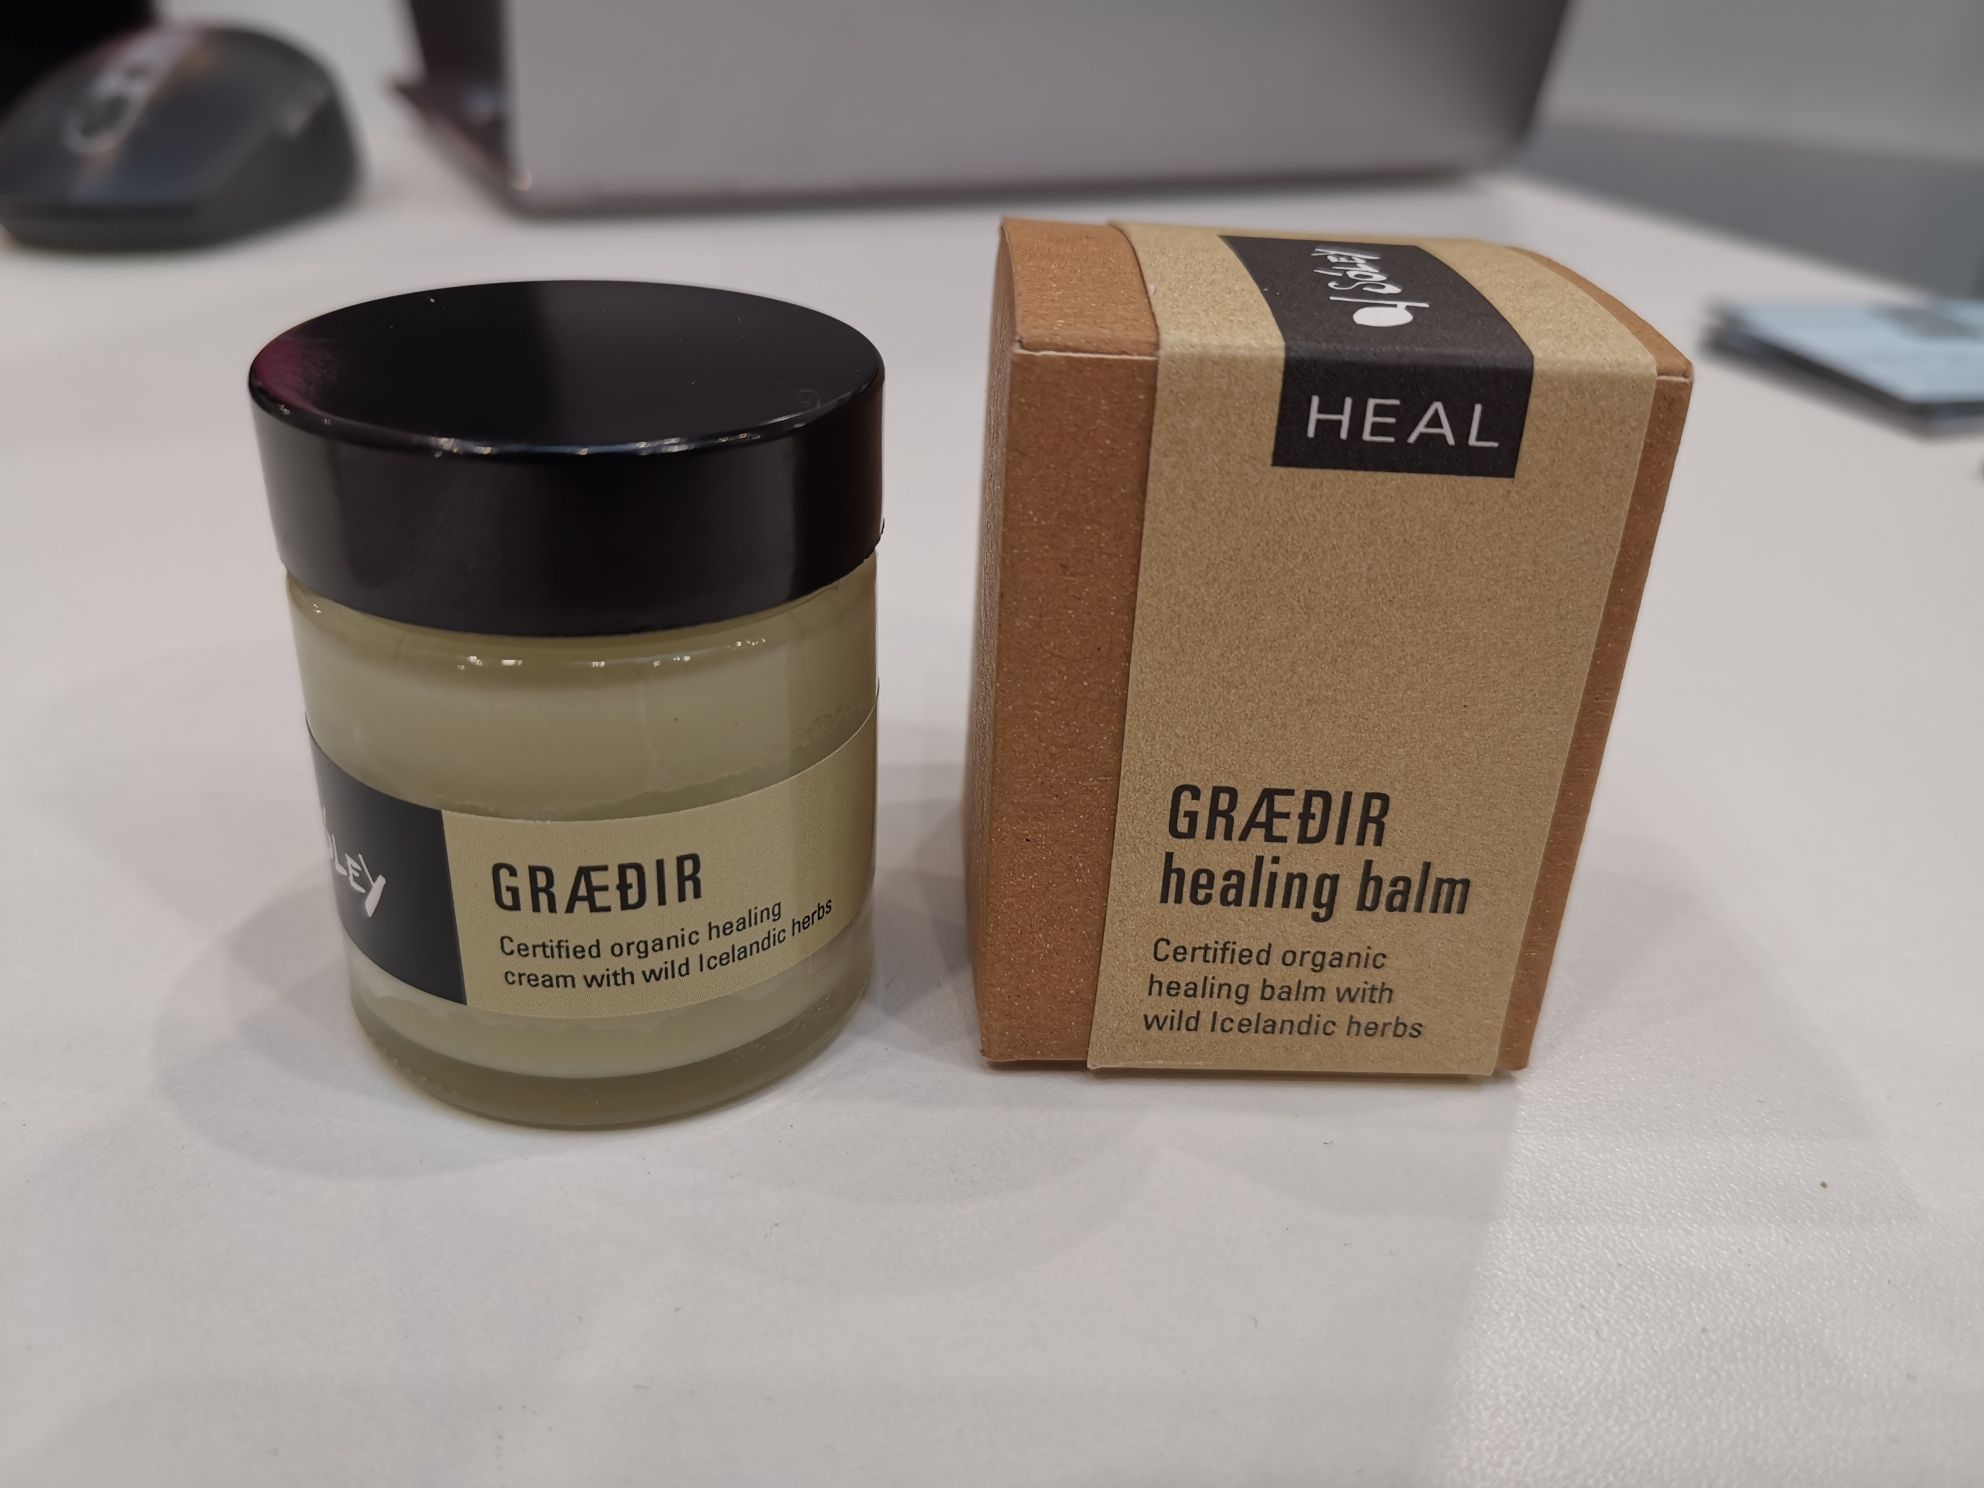 GRÆÐIR
Certified organic healing
cream with wild Icelandic herbs
HEAL
GRÆÐIR
healing balm
Certified organic
healing balm with
wild Icelandic herbs